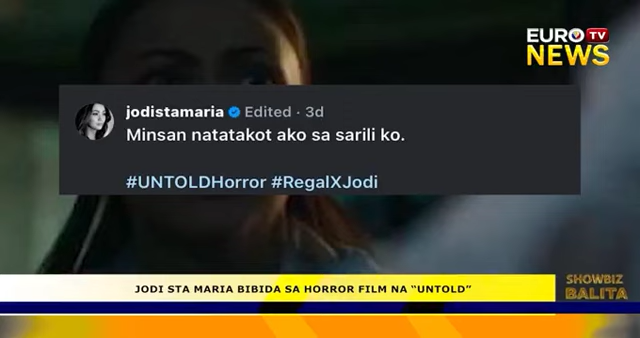 EURO TV
NEWS
jodistamaria Edited · 3d
Minsan natatakot ako sa sarili ko.
#UNTOLDHorror #RegalXJodi
JODI STA MARIA BIBIDA SA HORROR FILM NA “UNTOLD”
SHOWBIZ
BALITA